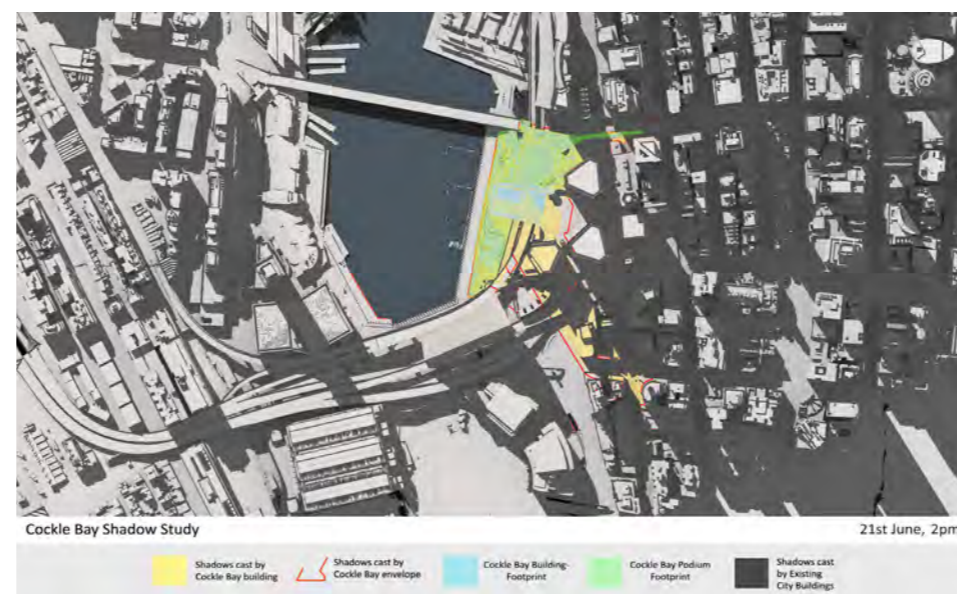 Cockle Bay Shadow Study
21st June, 2pm
Shadows cast by
Cockle Bay building
Shadows cast by
Cockle Bay envelope
Cockle Bay Building
Footprint
Cockle Bay Podium
Footprint
Shadows cast
by Existing
City Buildings